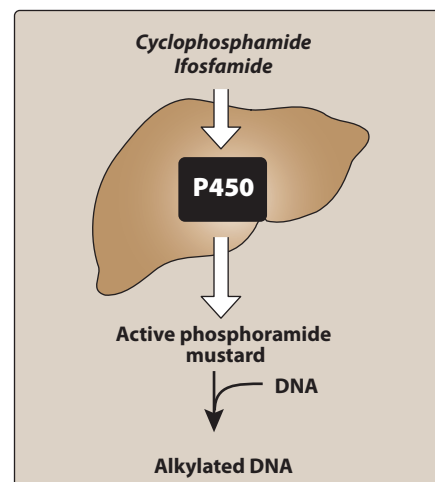 Cyclophosphamide
Ifosfamide
P450
Active phosphoramide
mustard
DNA
Alkylated DNA